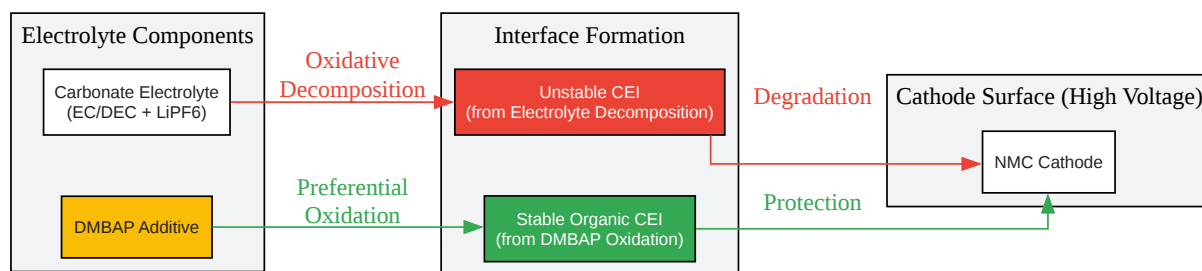 Electrolyte Components
Carbonate Electrolyte
(EC/DEC + LiPF6)
DMBAP Additive
Oxidative
Decomposition
Preferential
Oxidation
Interface Formation
Unstable CEI
(from Electrolyte Decomposition)
Stable Organic CEI
(from DMBAP Oxidation)
Degradation
Protection
Cathode Surface (High Voltage)
NMC Cathode